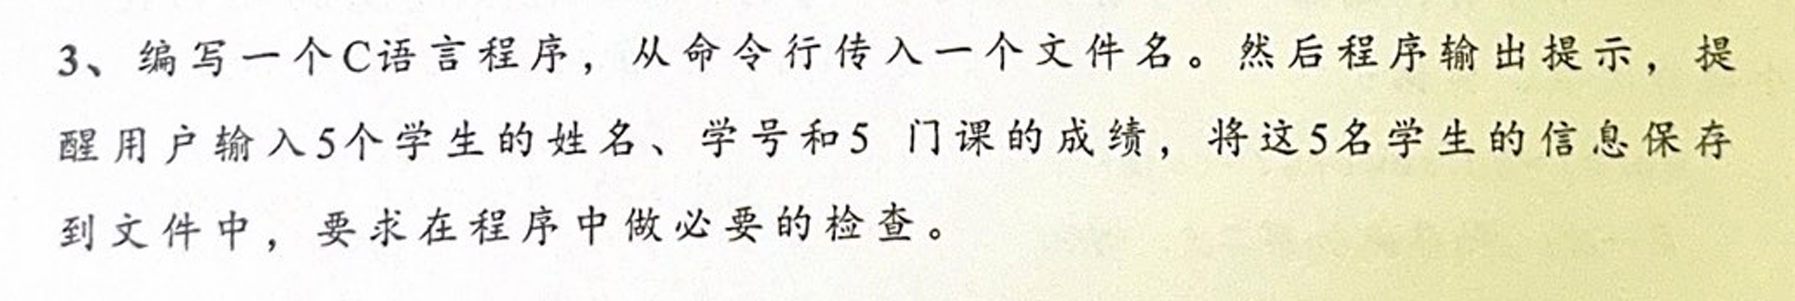 3、编写一个C语言程序，从命令行传入一个文件名。然后程序输出提示，提
醒用户输入5个学生的姓名、学号和5 门课的成绩，将这5名学生的信息保存
到文件中，要求在程序中做必要的检查。